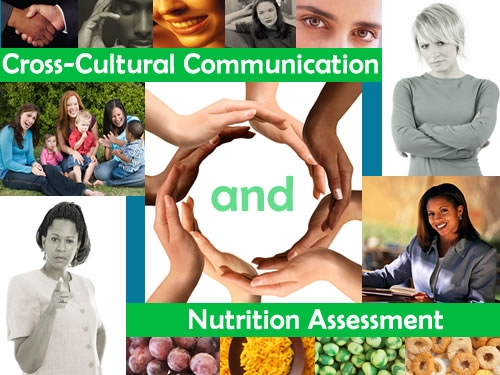 Cross-Cultural Communication
and
Nutrition Assessment